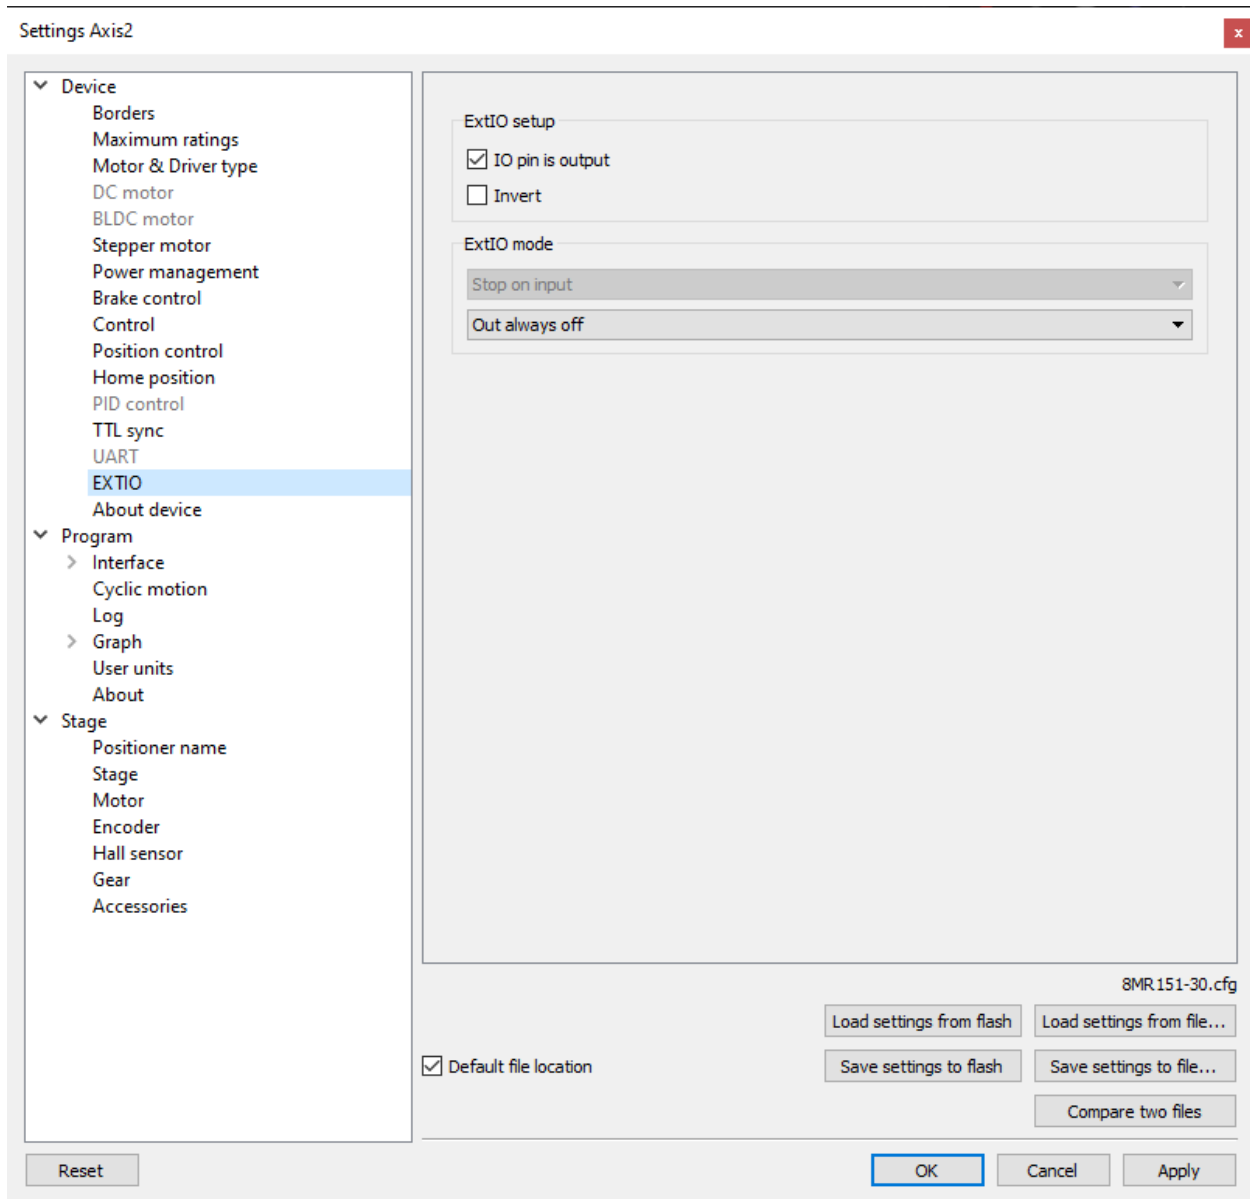 Settings Axis2
x
Device
Borders
Maximum ratings
Motor & Driver type
DC motor
BLDC motor
Stepper motor
Power management
Brake control
Control
Position control
Home position
PID control
TTL sync
UART
EXTIO
About device
Program
Interface
Cyclic motion
Log
Graph
User units
About
Stage
Positioner name
Stage
Motor
Encoder
Hall sensor
Gear
Accessories
ExtIO setup
IO pin is output
Invert
ExtIO mode
Stop on input
Out always off
8MR151-30.cfg
Load settings from flash
Load settings from file...
Default file location
Save settings to flash
Save settings to file...
Compare two files
Reset
OK
Cancel
Apply